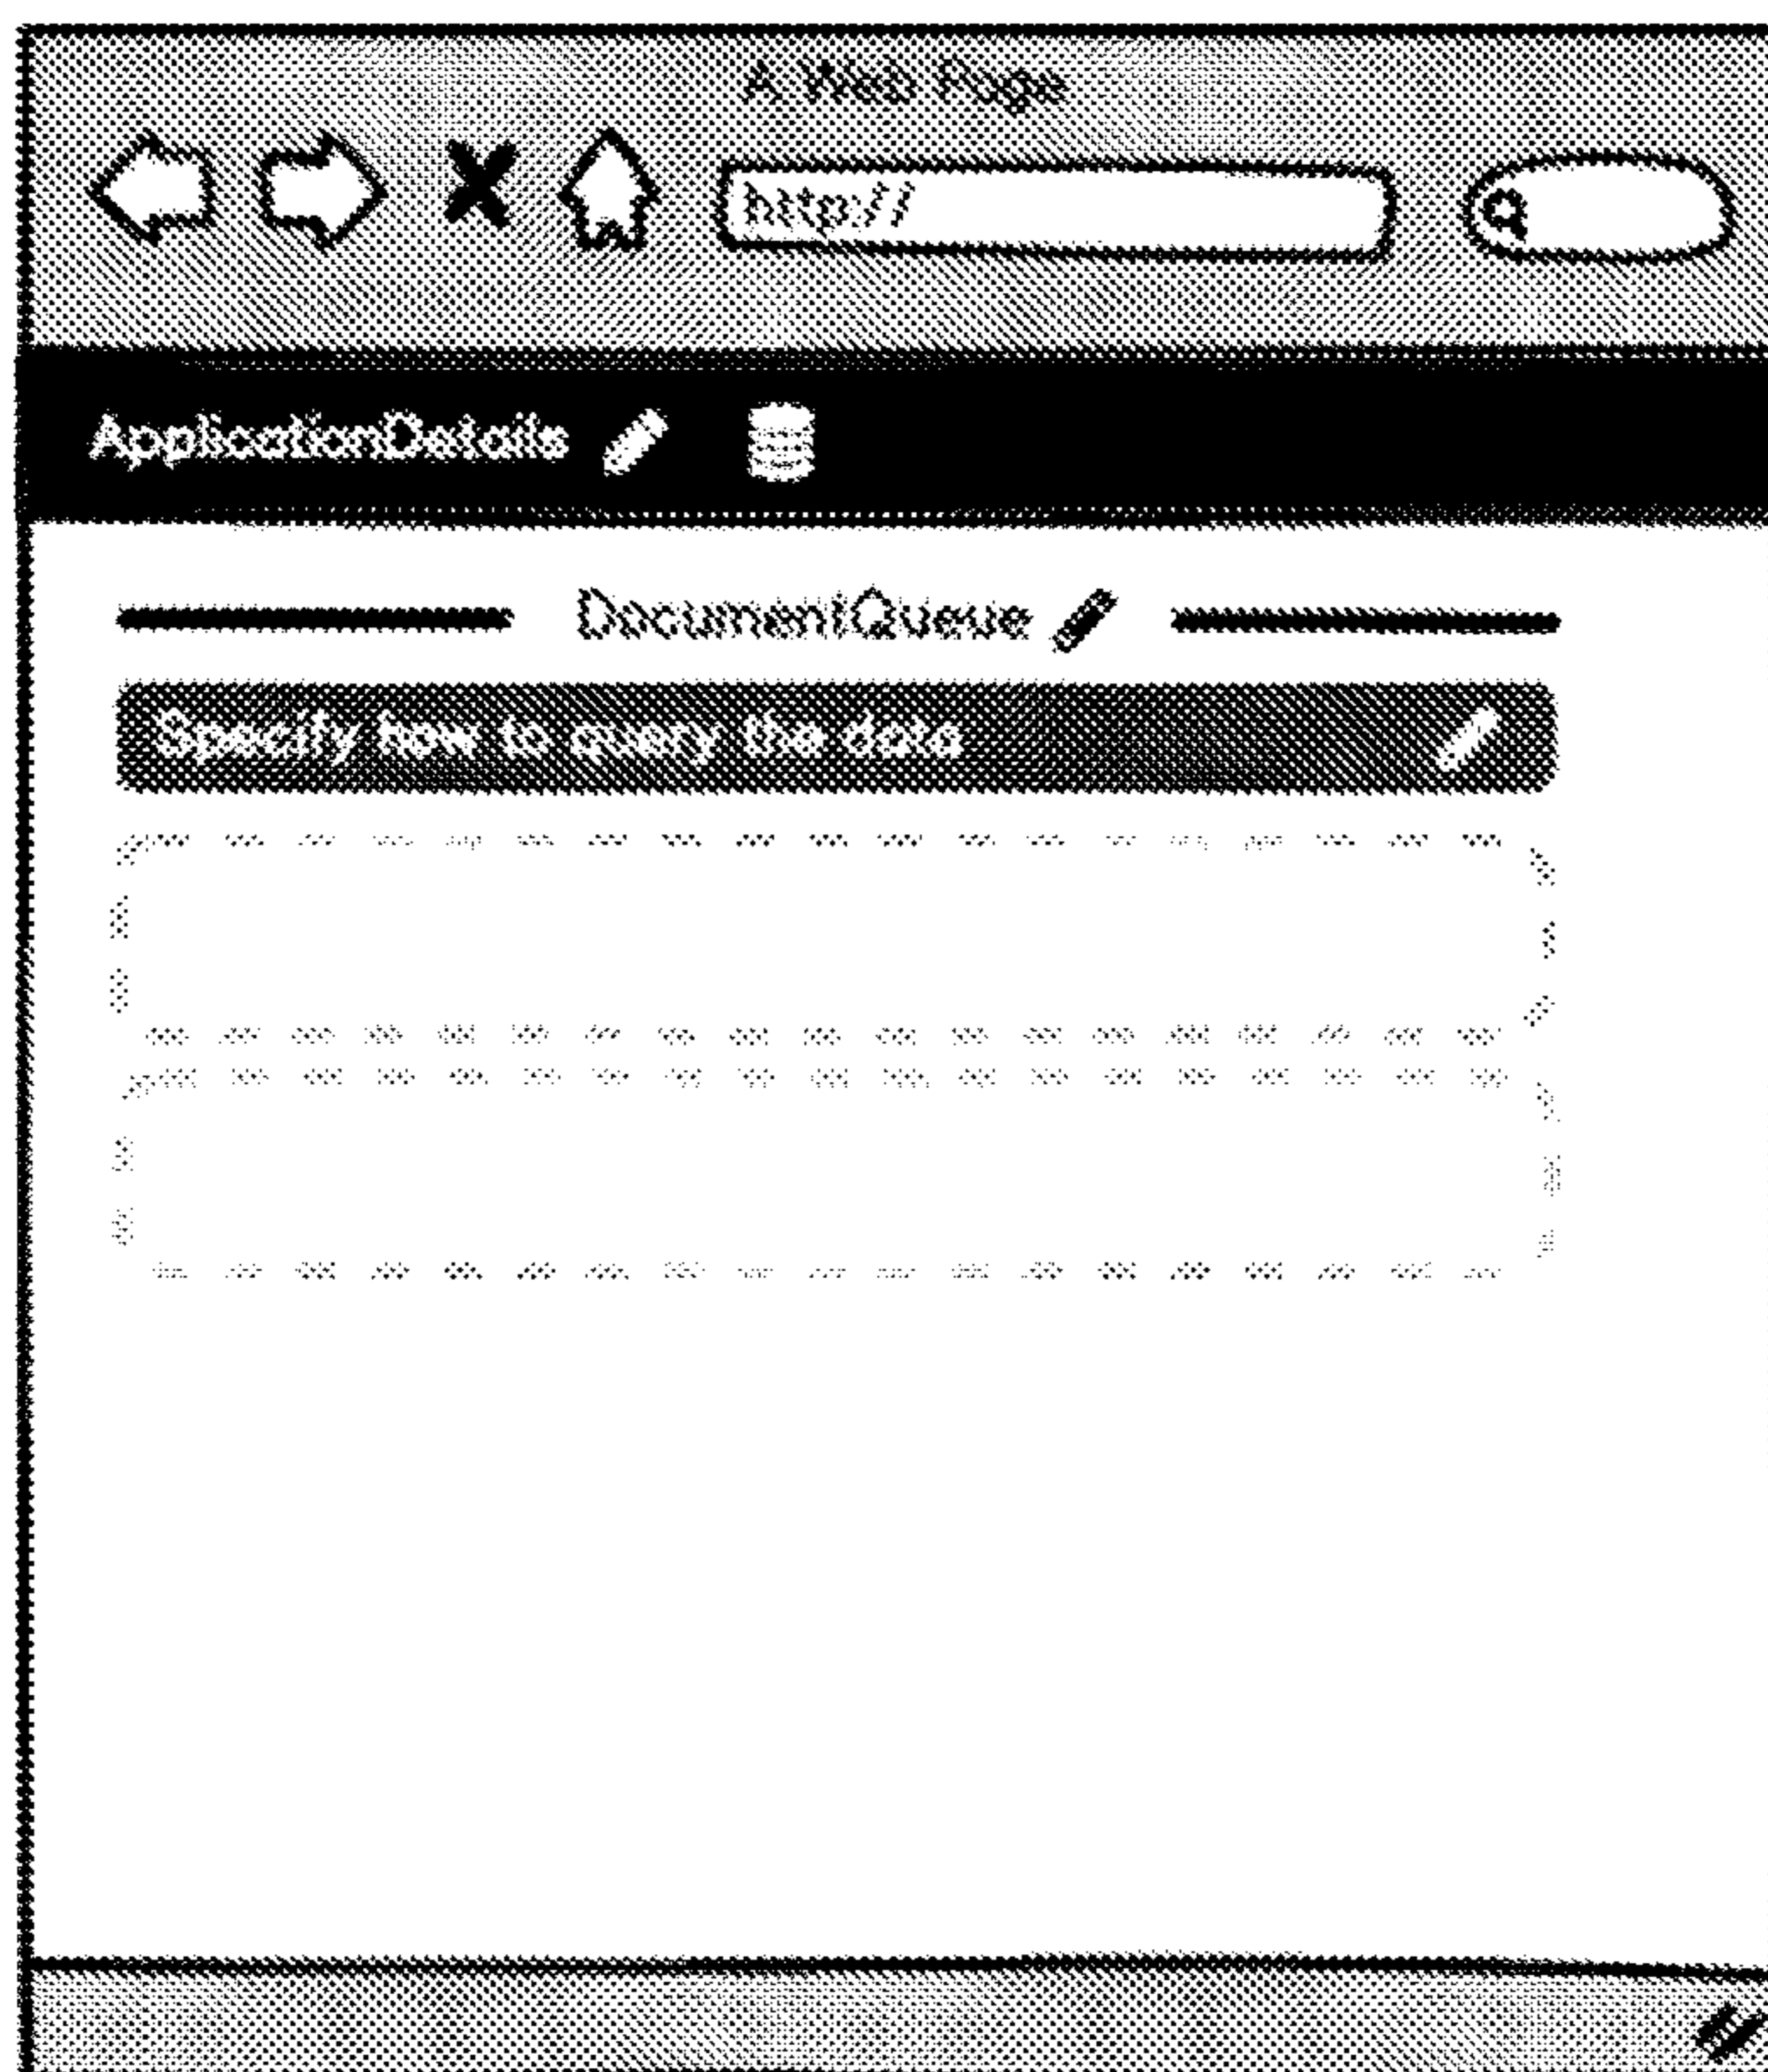 A Web Page
http://
ApplicationDetails
DocumentQueue
Specify how to query the data